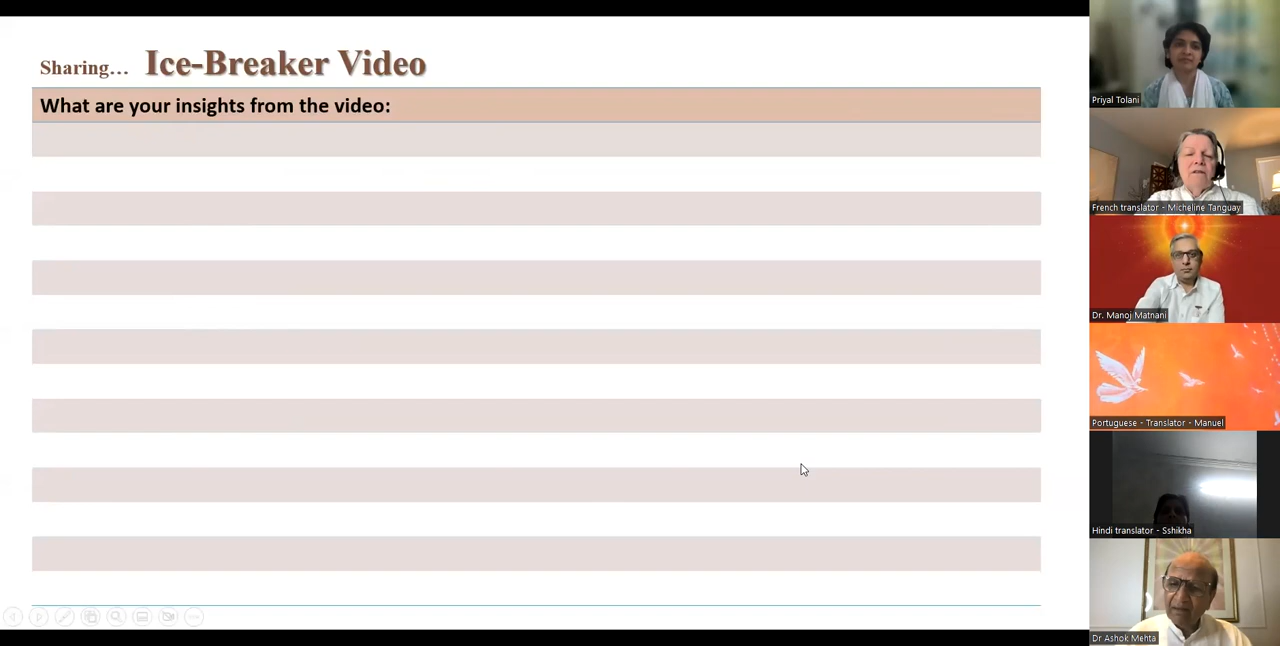 Sharing... Ice-Breaker Video
What are your insights from the video:
Priyal Tolani
French translator - Micheline Tanguay
Dr. Manoj Matnani
Portuguese - Translator - Manuel
Hindi translator - Sshikha
Dr Ashok Mehta